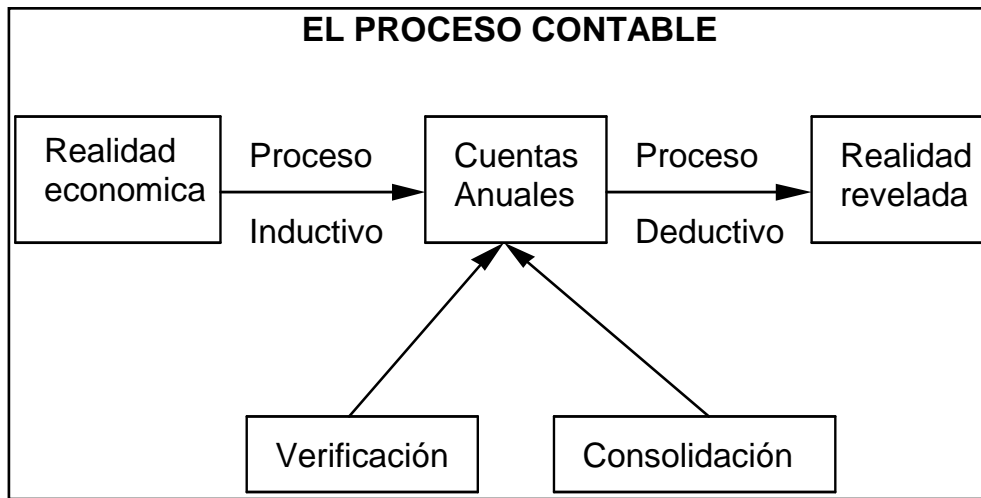 EL PROCESO CONTABLE
Realidad
economica
Proceso
Inductivo
Cuentas
Anuales
Proceso
Deductivo
Realidad
revelada
Verificación
Consolidación